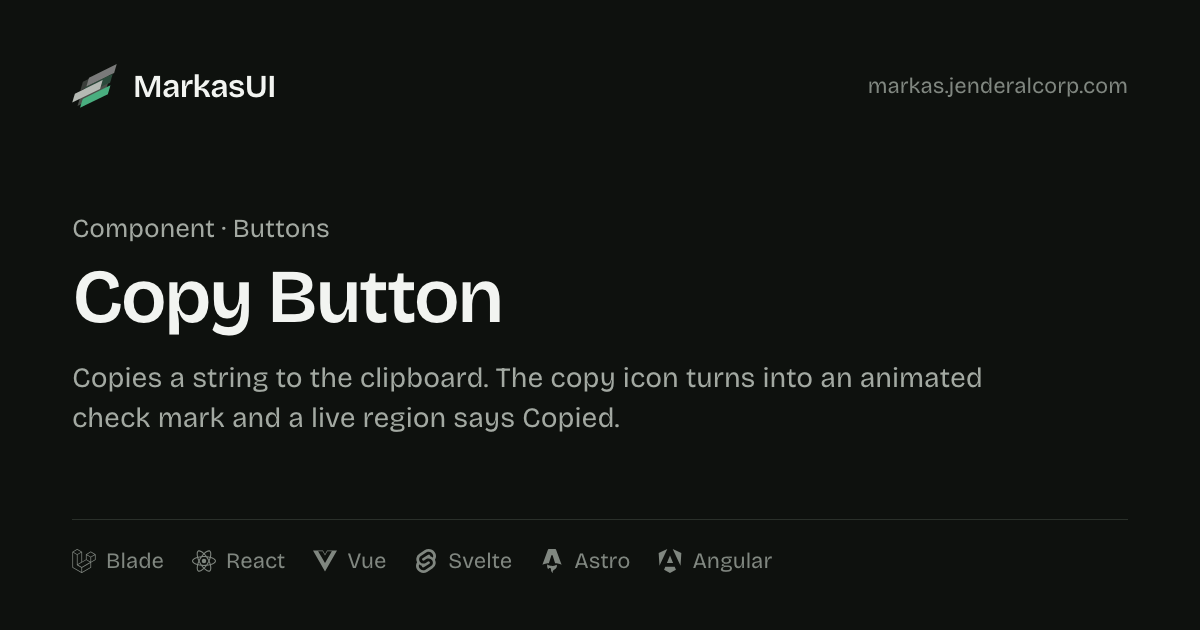 MarkasUI
markas.jenderalcorp.com
Component · Buttons
Copy Button
Copies a string to the clipboard. The copy icon turns into an animated
check mark and a live region says Copied.
Blade React Vue Svelte Astro Angular